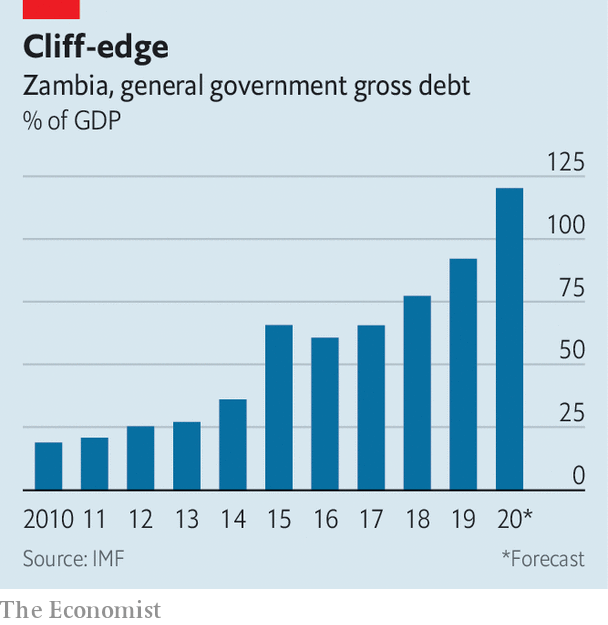 Cliff-edge
Zambia, general government gross debt
% of GDP
125
100
75
50
25
0
2010 11 12 13 14 15 16 17 18 19 20*
Source: IMF *Forecast
The Economist